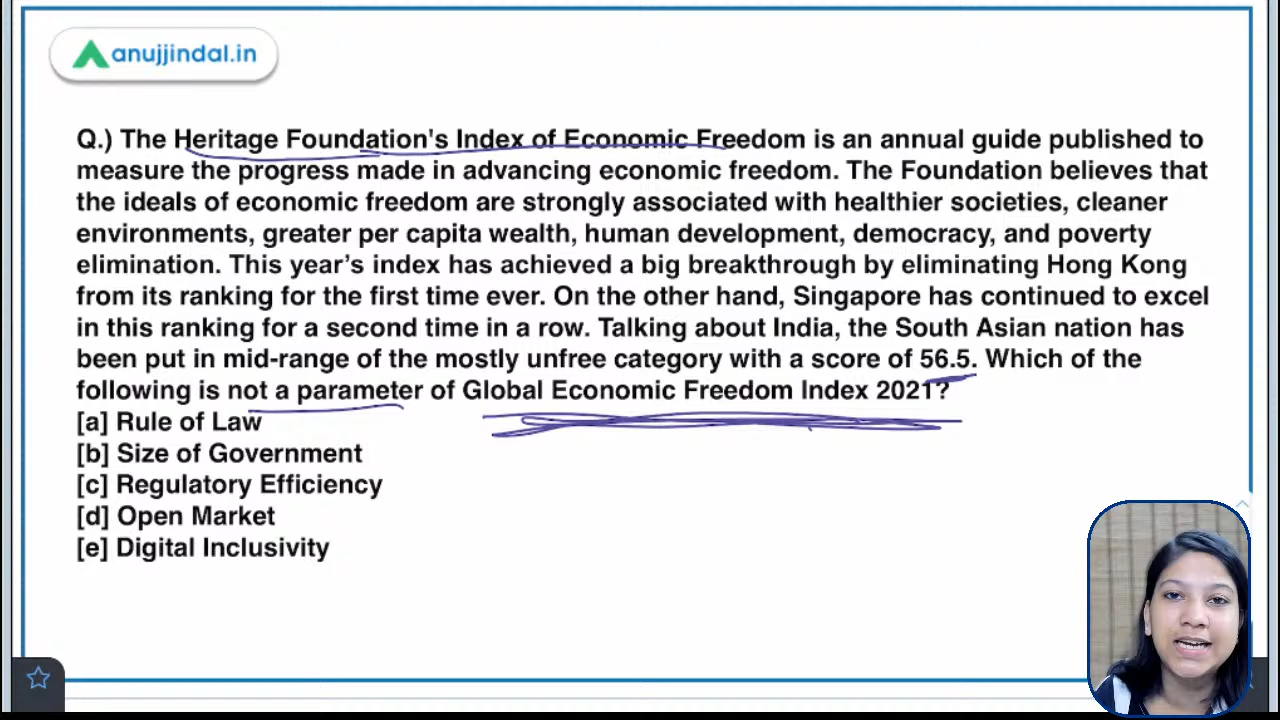 anujjindal.in
Q.) The Heritage Foundation's Index of Economic Freedom is an annual guide published to
measure the progress made in advancing economic freedom. The Foundation believes that
the ideals of economic freedom are strongly associated with healthier societies, cleaner
environments, greater per capita wealth, human development, democracy, and poverty
elimination. This year's index has achieved a big breakthrough by eliminating Hong Kong
from its ranking for the first time ever. On the other hand, Singapore has continued to excel
in this ranking for a second time in a row. Talking about India, the South Asian nation has
been put in mid-range of the mostly unfree category with a score of 56.5. Which of the
following is not a parameter of Global Economic Freedom Index 2021?
[a] Rule of Law
[b] Size of Government
[c] Regulatory Efficiency
[d] Open Market
[e] Digital Inclusivity